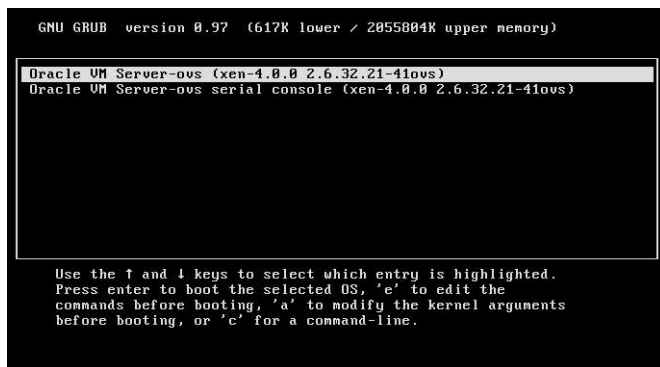 GNU GRUB  version 0.97  (617K lower / 2055804K upper memory)
Oracle VM Server-ovs (xen-4.0.0 2.6.32.21-41ovs)
Oracle VM Server-ovs serial console (xen-4.0.0 2.6.32.21-41ovs)
Use the ↑ and ↓ keys to select which entry is highlighted.
Press enter to boot the selected OS, 'e' to edit the
commands before booting, 'a' to modify the kernel arguments
before booting, or 'c' for a command-line.